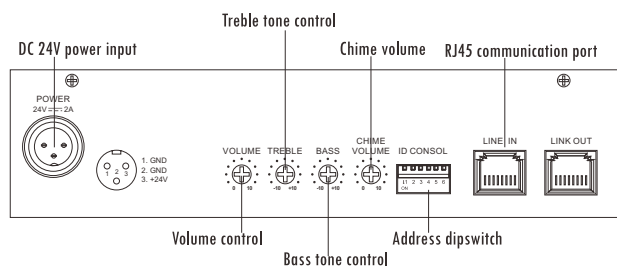 Treble tone control
DC 24V power input
Chime volume
RJ45 communication port
POWER
24V⎓2A
1 2 3
1. GND
2. GND
3. +24V
VOLUME
TREBLE
BASS
CHIME
VOLUME
ID CONSOL
LINE IN
LINK OUT
0 10
-10 +10
-10 +10
0 10
1 2 3 4 5 6
ON
Volume control
Bass tone control
Address dipswitch